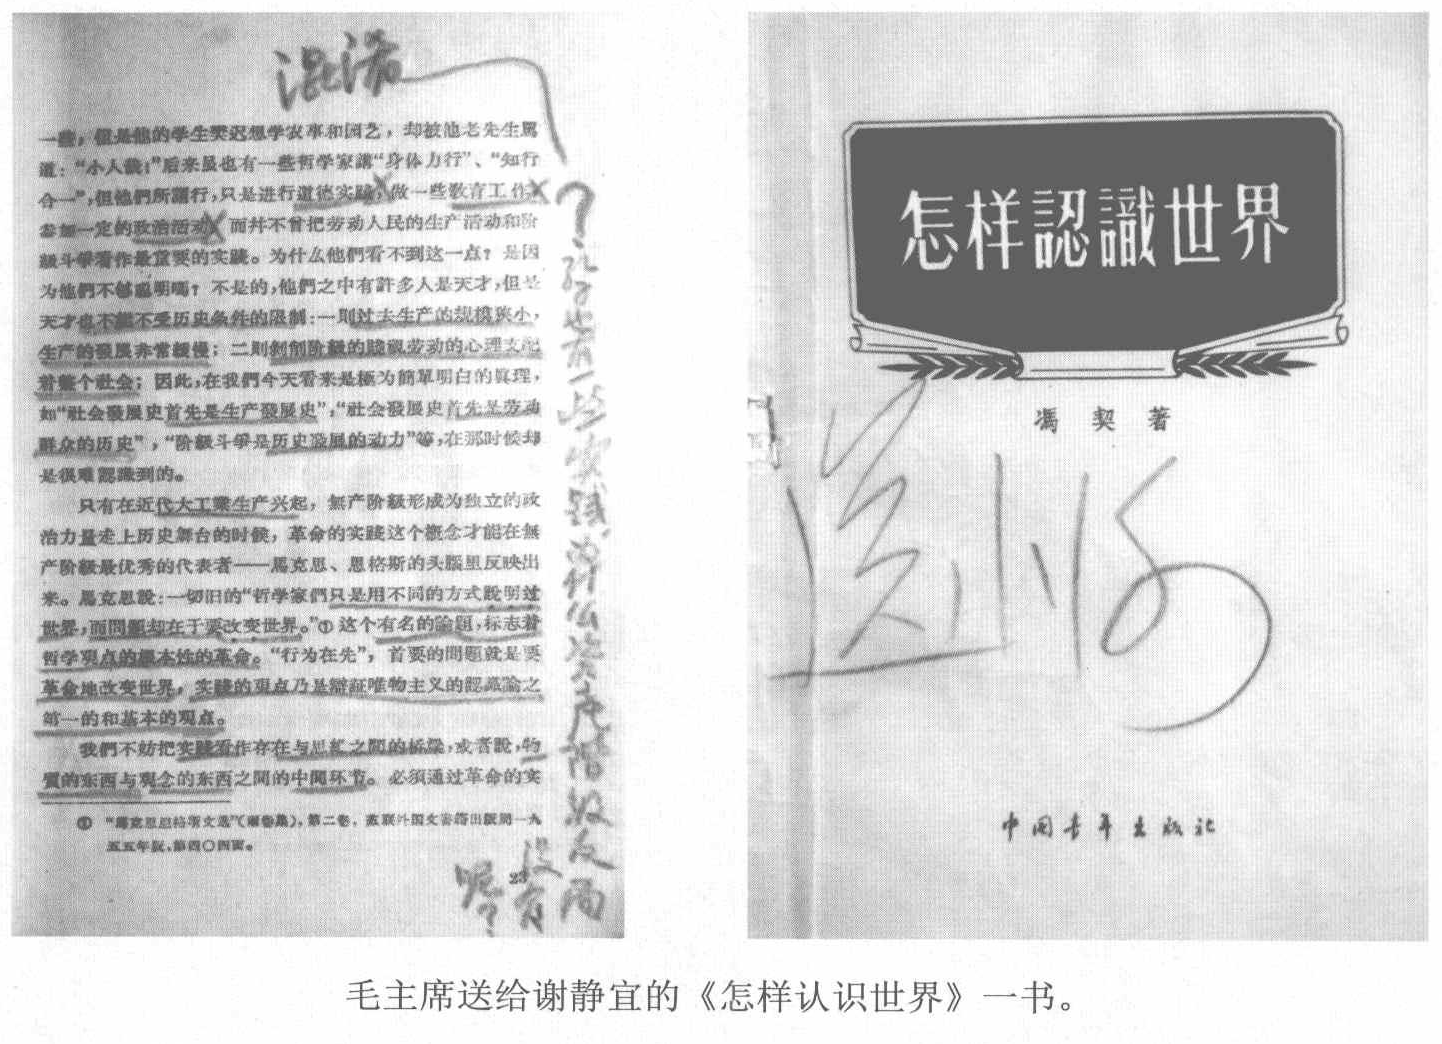 混淆
一些，但是他的学生樊迟想学农事和园艺，却被他老先生罵
道：“小人哉！”后来虽也有一些哲学家講“身体力行”、“知行
合一”，但他們所謂行，只是进行道德实踐，做一些教育工作，
参加一定的政治活动，而幷不曾把劳动人民的生产活动和阶
級斗爭看作最重要的实踐。为什么他們看不到这一点？是因
为他們不够聪明嗎？不是的，他們之中有許多人是天才，但是
天才也不能不受历史条件的限制：一則过去生产的規模狹小，
生产的發展非常緩慢；二則剝削阶級的賤視劳动的心理支配
着整个社会；因此，在我們今天看来是極为簡單明白的眞理，
如“社会發展史首先是生产發展史”，“社会發展史首先是劳动
群众的历史”，“阶級斗爭是历史發展的动力”等，在那时候却
是很难認識到的。
只有在近代大工業生产兴起，無产阶級形成为独立的政
治力量走上历史舞台的时候，革命的实踐这个概念才能在無
产阶級最优秀的代表者——馬克思、恩格斯的头腦里反映出
来。馬克思說：一切旧的“哲学家們只是用不同的方式說明过
世界，而問題却在于要改变世界。”① 这个有名的論題，标志着
哲学观点的根本性的革命。“行为在先”，首要的問題就是要
革命地改变世界，实踐的观点乃是辯証唯物主义的認識論之
第一的和基本的观点。
我們不妨把实踐看作存在与思維之間的桥樑，或者說，物
質的东西与观念的东西之間的中間环节。必須通过革命的实
① “馬克思恩格斯文选”（兩卷集），第二卷，莫斯科外国文書籍出版局一九
五五年版，第四〇四面。
23
？孔子有一些实踐，为什么阶级反而
没有
呢？
怎样認識世界
馮契著
送小
中国青年出版社
毛主席送给谢静宜的《怎样认识世界》一书。